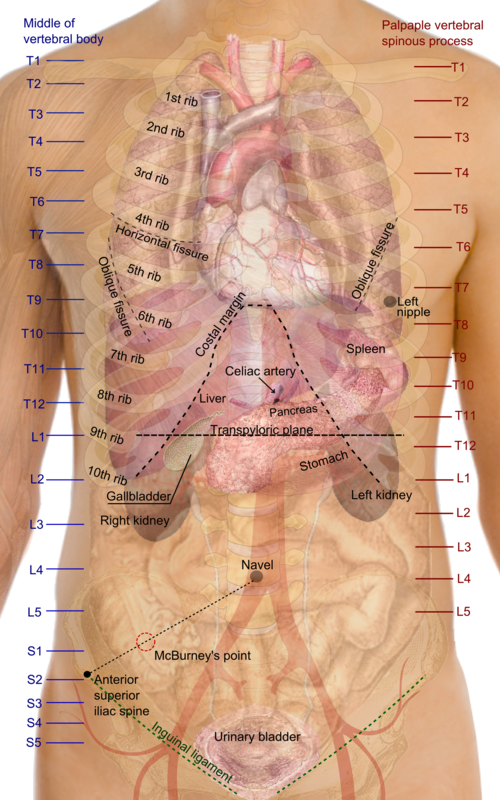 Middle of
vertebral body
Palpaple vertebral
spinous process
T1
T2
T3
T4
T5
T6
T7
T8
T9
T10
T11
T12
L1
L2
L3
L4
L5
S1
S2
S3
S4
S5
1st rib
2nd rib
3rd rib
4th rib
Horizontal fissure
5th rib
Oblique fissure
6th rib
7th rib
8th rib
9th rib
10th rib
Costal margin
Oblique fissure
Left
nipple
Spleen
Celiac artery
Liver
Pancreas
Transpyloric plane
Stomach
Gallbladder
Right kidney
Left kidney
Navel
McBurney's point
Anterior
superior
iliac spine
Inguinal ligament
Urinary bladder
T1
T2
T3
T4
T5
T6
T7
T8
T9
T10
T11
T12
L1
L2
L3
L4
L5